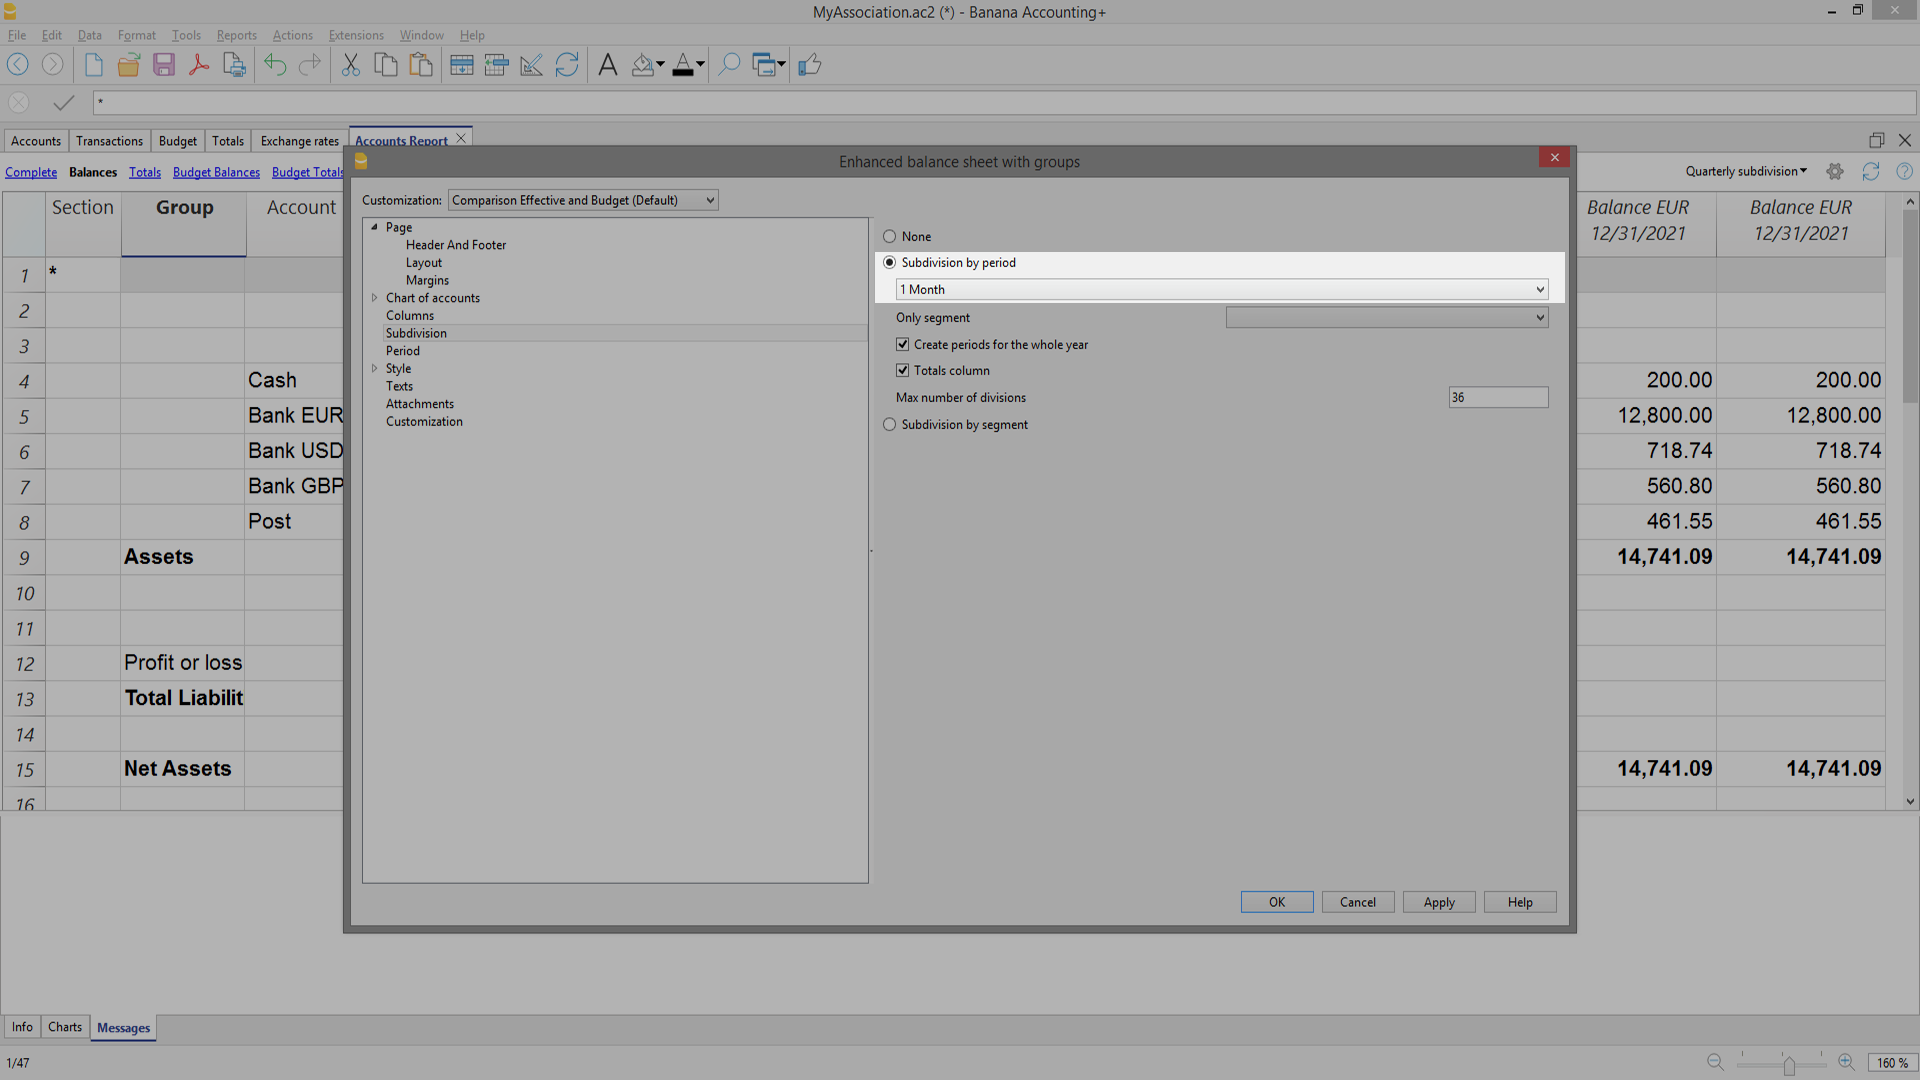 MyAssociation.ac2 (*) - Banana Accounting+
File Edit Data Format Tools Reports Actions Extensions Window Help
*
Accounts Transactions Budget Totals Exchange rates Accounts Report
Complete Balances Totals Budget Balances Budget Totals
Quarterly subdivision
Section Group Account
Balance EUR 12/31/2021
Balance EUR 12/31/2021
1 *
2
3
4 Cash 200.00 200.00
5 Bank EUR 12,800.00 12,800.00
6 Bank USD 718.74 718.74
7 Bank GBP 560.80 560.80
8 Post 461.55 461.55
9 Assets 14,741.09 14,741.09
10
11
12 Profit or loss
13 Total Liabilit
14
15 Net Assets 14,741.09 14,741.09
16
Enhanced balance sheet with groups
Customization: Comparison Effective and Budget (Default)
Page
Header And Footer
Layout
Margins
Chart of accounts
Columns
Subdivision
Period
Style
Texts
Attachments
Customization
None
Subdivision by period
1 Month
Only segment
Create periods for the whole year
Totals column
Max number of divisions 36
Subdivision by segment
OK Cancel Apply Help
Info Charts Messages
1/47
160 %